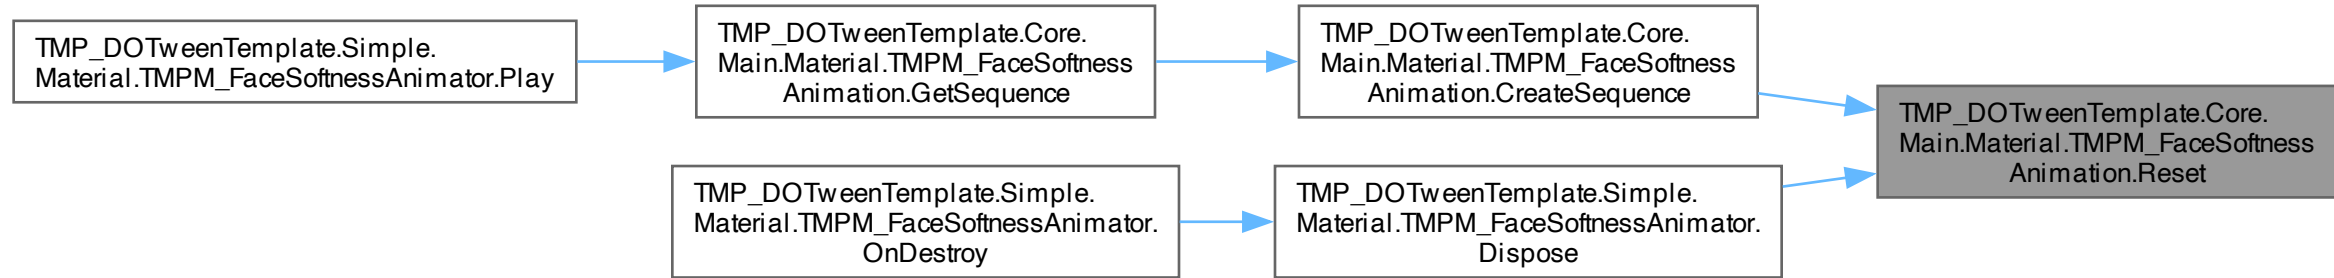 TMP_DOTweenTemplate.Simple.
Material.TMPM_FaceSoftnessAnimator.Play
TMP_DOTweenTemplate.Core.
Main.Material.TMPM_FaceSoftness
Animation.GetSequence
TMP_DOTweenTemplate.Core.
Main.Material.TMPM_FaceSoftness
Animation.CreateSequence
TMP_DOTweenTemplate.Core.
Main.Material.TMPM_FaceSoftness
Animation.Reset
TMP_DOTweenTemplate.Simple.
Material.TMPM_FaceSoftnessAnimator.
OnDestroy
TMP_DOTweenTemplate.Simple.
Material.TMPM_FaceSoftnessAnimator.
Dispose